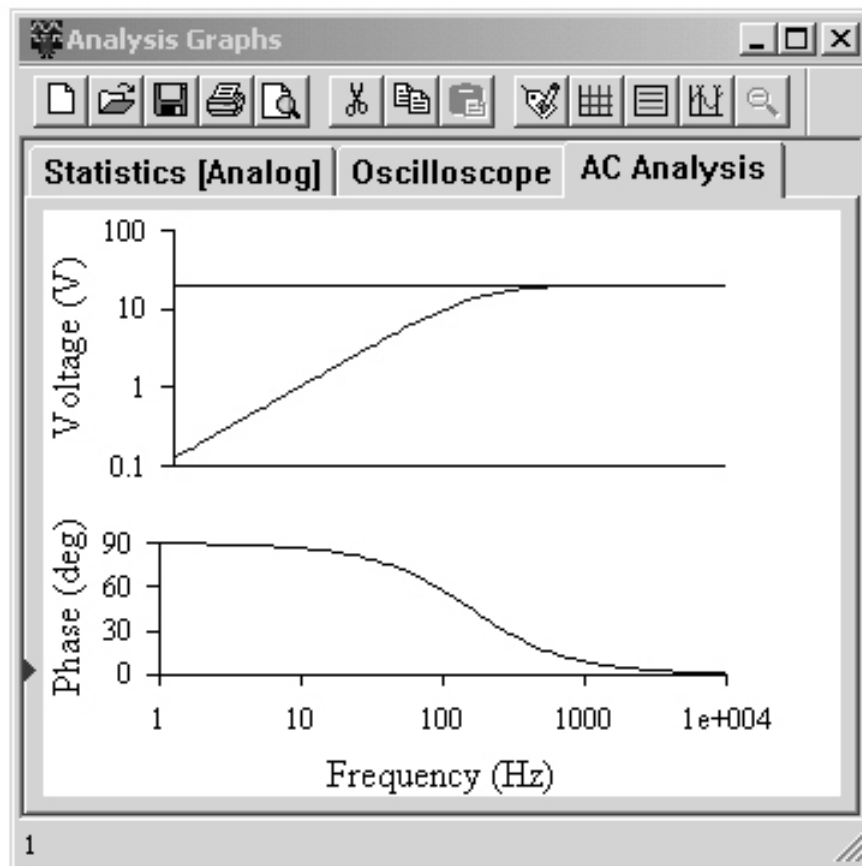 Analysis Graphs
Statistics [Analog] Oscilloscope AC Analysis
100
10
1
0.1
Voltage (V)
90
60
30
0
Phase (deg)
1 10 100 1000 1e+004
Frequency (Hz)
1